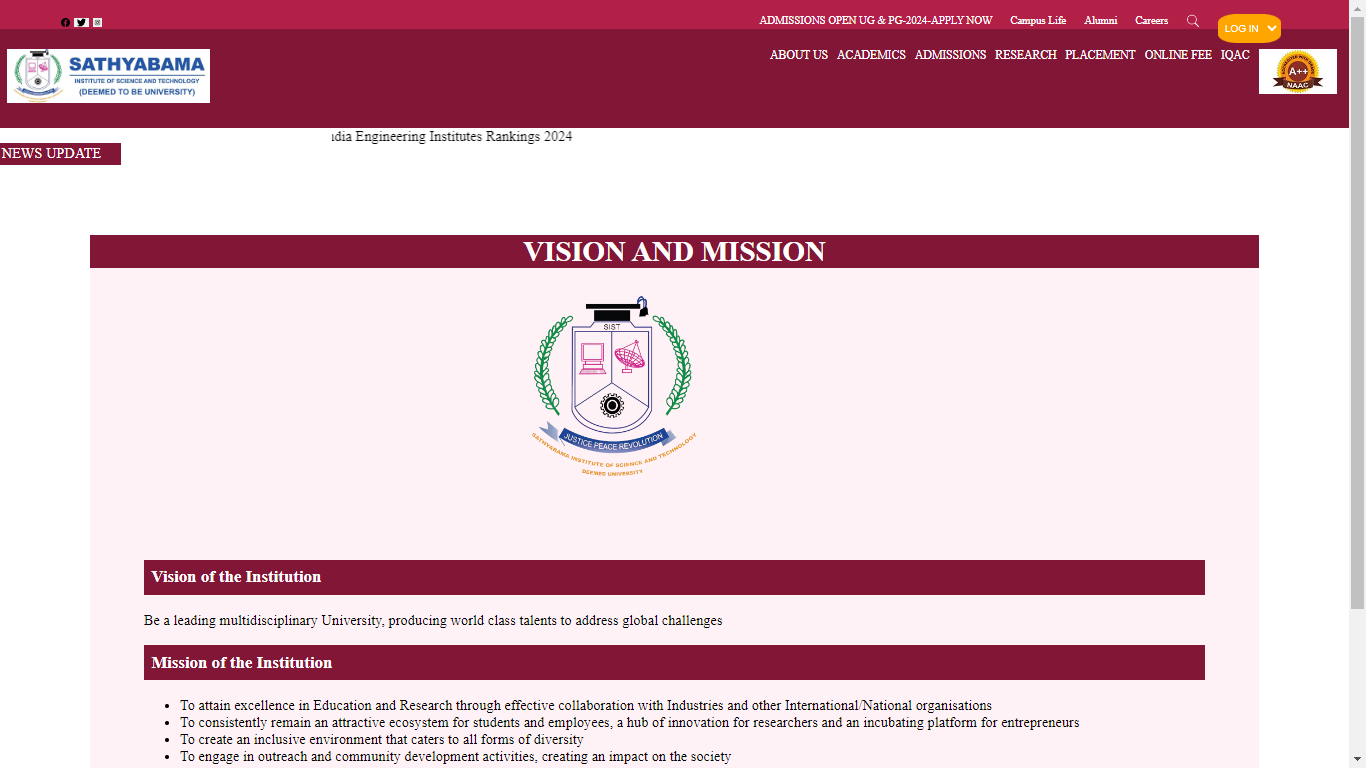 ADMISSIONS OPEN UG & PG-2024-APPLY NOW Campus Life Alumni Careers LOG IN
SATHYABAMA
INSTITUTE OF SCIENCE AND TECHNOLOGY
(DEEMED TO BE UNIVERSITY)
ABOUT US ACADEMICS ADMISSIONS RESEARCH PLACEMENT ONLINE FEE IQAC
A++
NAAC
dia Engineering Institutes Rankings 2024
NEWS UPDATE
VISION AND MISSION
SIST
JUSTICE PEACE REVOLUTION
SATHYABAMA INSTITUTE OF SCIENCE AND TECHNOLOGY
DEEMED UNIVERSITY
Vision of the Institution
Be a leading multidisciplinary University, producing world class talents to address global challenges
Mission of the Institution
• To attain excellence in Education and Research through effective collaboration with Industries and other International/National organisations
• To consistently remain an attractive ecosystem for students and employees, a hub of innovation for researchers and an incubating platform for entrepreneurs
• To create an inclusive environment that caters to all forms of diversity
• To engage in outreach and community development activities, creating an impact on the society